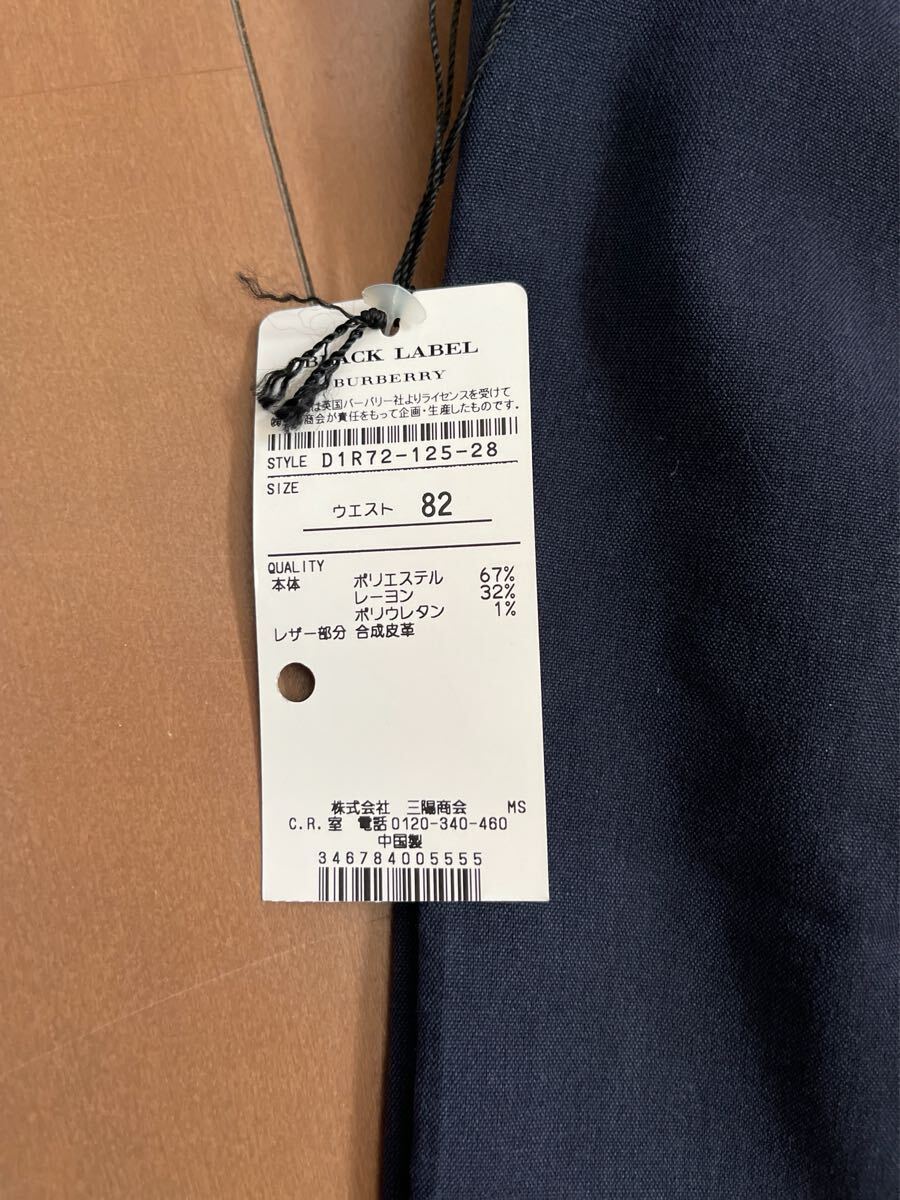 BLACK LABEL
BURBERRY
は英国バーバリー社よりライセンスを受けて
商会が責任をもって企画・生産したものです。
STYLE D1R72-125-28
SIZE
ウエスト 82
QUALITY
本体 ポリエステル 67%
レーヨン 32%
ポリウレタン 1%
レザー部分 合成皮革
株式会社 三陽商会 MS
C.R.室 電話0120-340-460
中国製
346784005555